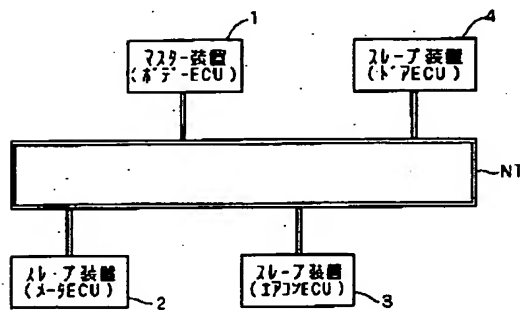 1
マスター装置
(ボデーECU)
4
スレーブ装置
(ドアECU)
NT
スレーブ装置
(メータECU)
2
スレーブ装置
(エアコンECU)
3